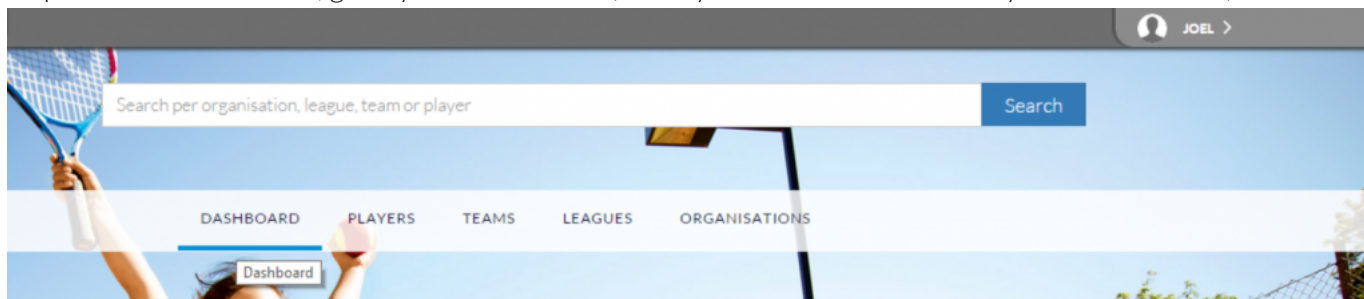 JOEL >
Search per organisation, league, team or player
Search
DASHBOARD PLAYERS TEAMS LEAGUES ORGANISATIONS
Dashboard